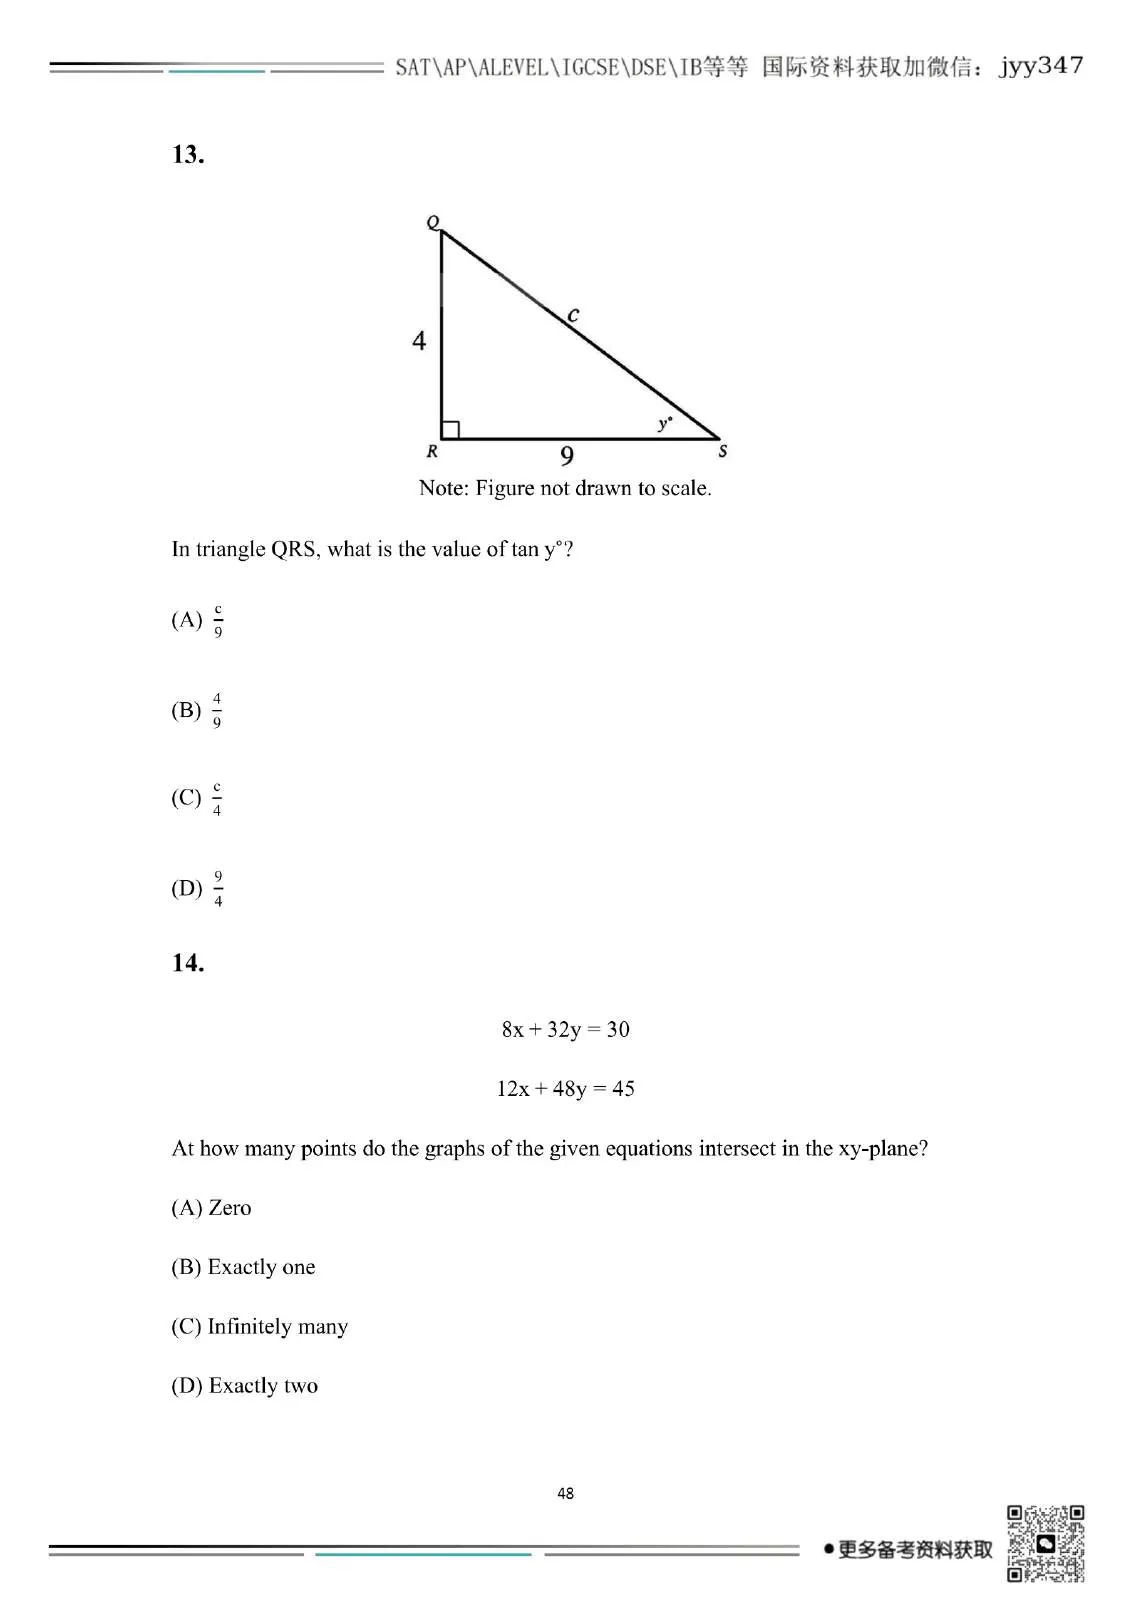 SAT\AP\ALEVEL\IGCSE\DSE\IB等等 国际资料获取加微信：jyy347
13.
Q
C
4
y°
R
9
S
Note: Figure not drawn to scale.
In triangle QRS, what is the value of tan y°?
(A) c/9
(B) 4/9
(C) c/4
(D) 9/4
14.
8x + 32y = 30
12x + 48y = 45
At how many points do the graphs of the given equations intersect in the xy-plane?
(A) Zero
(B) Exactly one
(C) Infinitely many
(D) Exactly two
48
●更多备考资料获取